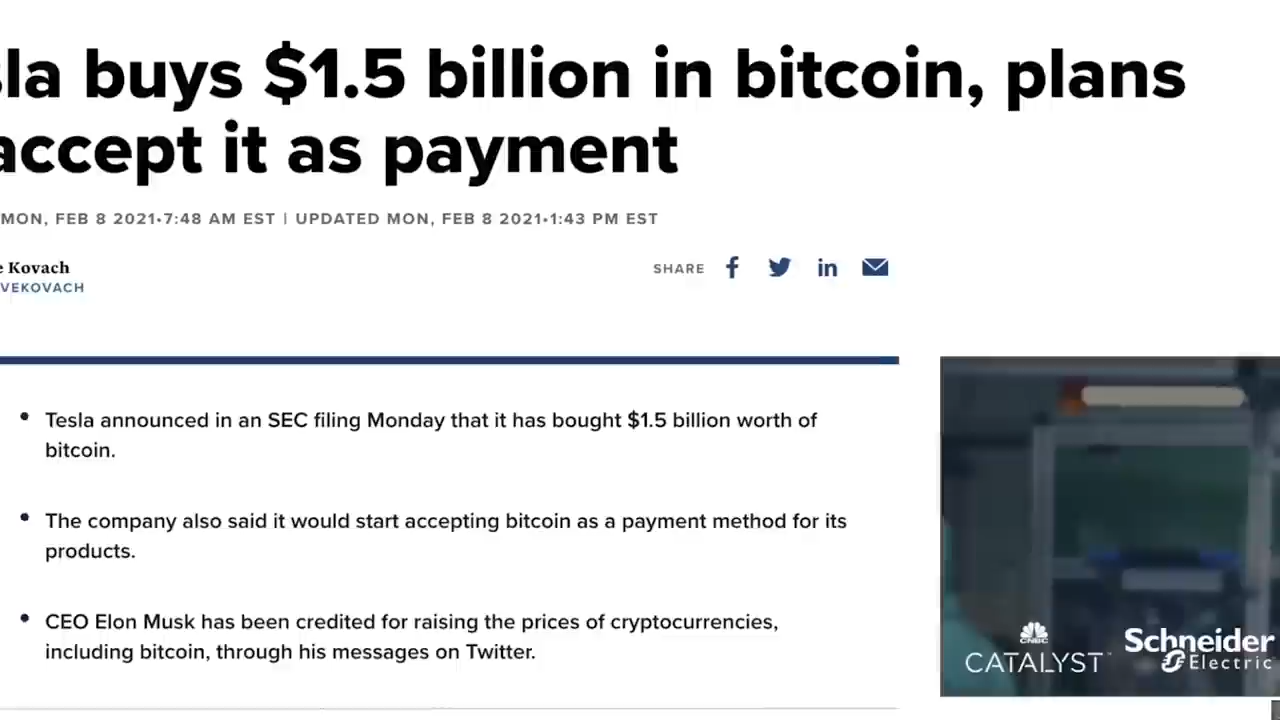 sla buys $1.5 billion in bitcoin, plans
accept it as payment
MON, FEB 8 2021•7:48 AM EST | UPDATED MON, FEB 8 2021•1:43 PM EST
e Kovach
VEKOVACH
SHARE
Tesla announced in an SEC filing Monday that it has bought $1.5 billion worth of
bitcoin.
The company also said it would start accepting bitcoin as a payment method for its
products.
CEO Elon Musk has been credited for raising the prices of cryptocurrencies,
including bitcoin, through his messages on Twitter.
CNBC
CATALYST™
Schneider
Electric